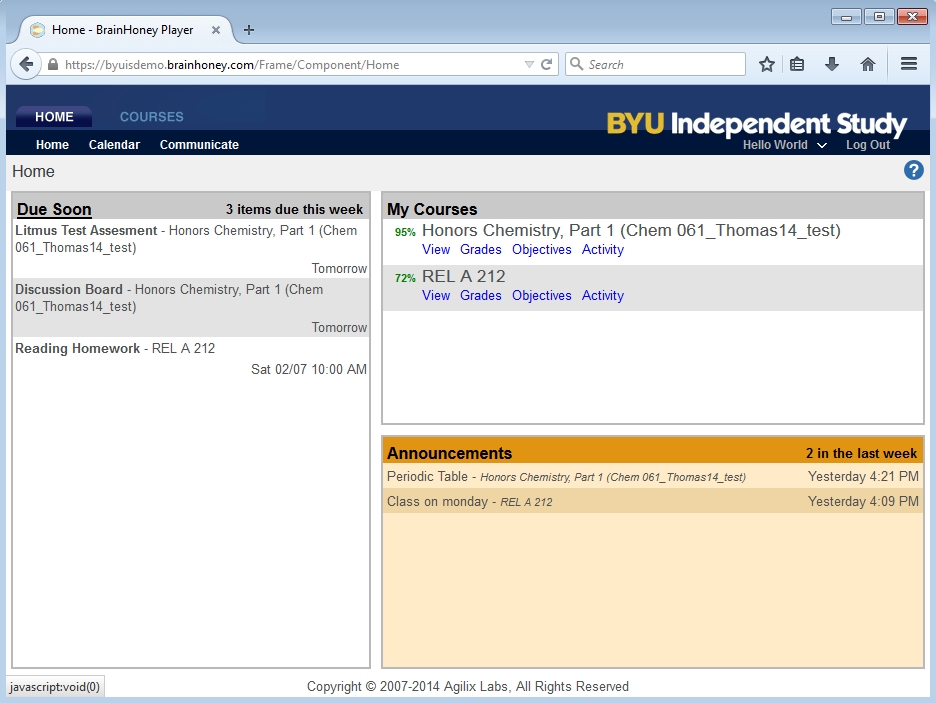 Home - BrainHoney Player
https://byuisdemo.brainhoney.com/Frame/Component/Home
Search
HOME COURSES
BYU Independent Study
Home Calendar Communicate
Hello World Log Out
Home
?
Due Soon 3 items due this week
Litmus Test Assesment - Honors Chemistry, Part 1 (Chem
061_Thomas14_test)
Tomorrow
Discussion Board - Honors Chemistry, Part 1 (Chem
061_Thomas14_test)
Tomorrow
Reading Homework - REL A 212
Sat 02/07 10:00 AM
My Courses
95% Honors Chemistry, Part 1 (Chem 061_Thomas14_test)
View Grades Objectives Activity
72% REL A 212
View Grades Objectives Activity
Announcements 2 in the last week
Periodic Table - Honors Chemistry, Part 1 (Chem 061_Thomas14_test) Yesterday 4:21 PM
Class on monday - REL A 212 Yesterday 4:09 PM
javascript:void(0)
Copyright © 2007-2014 Agilix Labs, All Rights Reserved